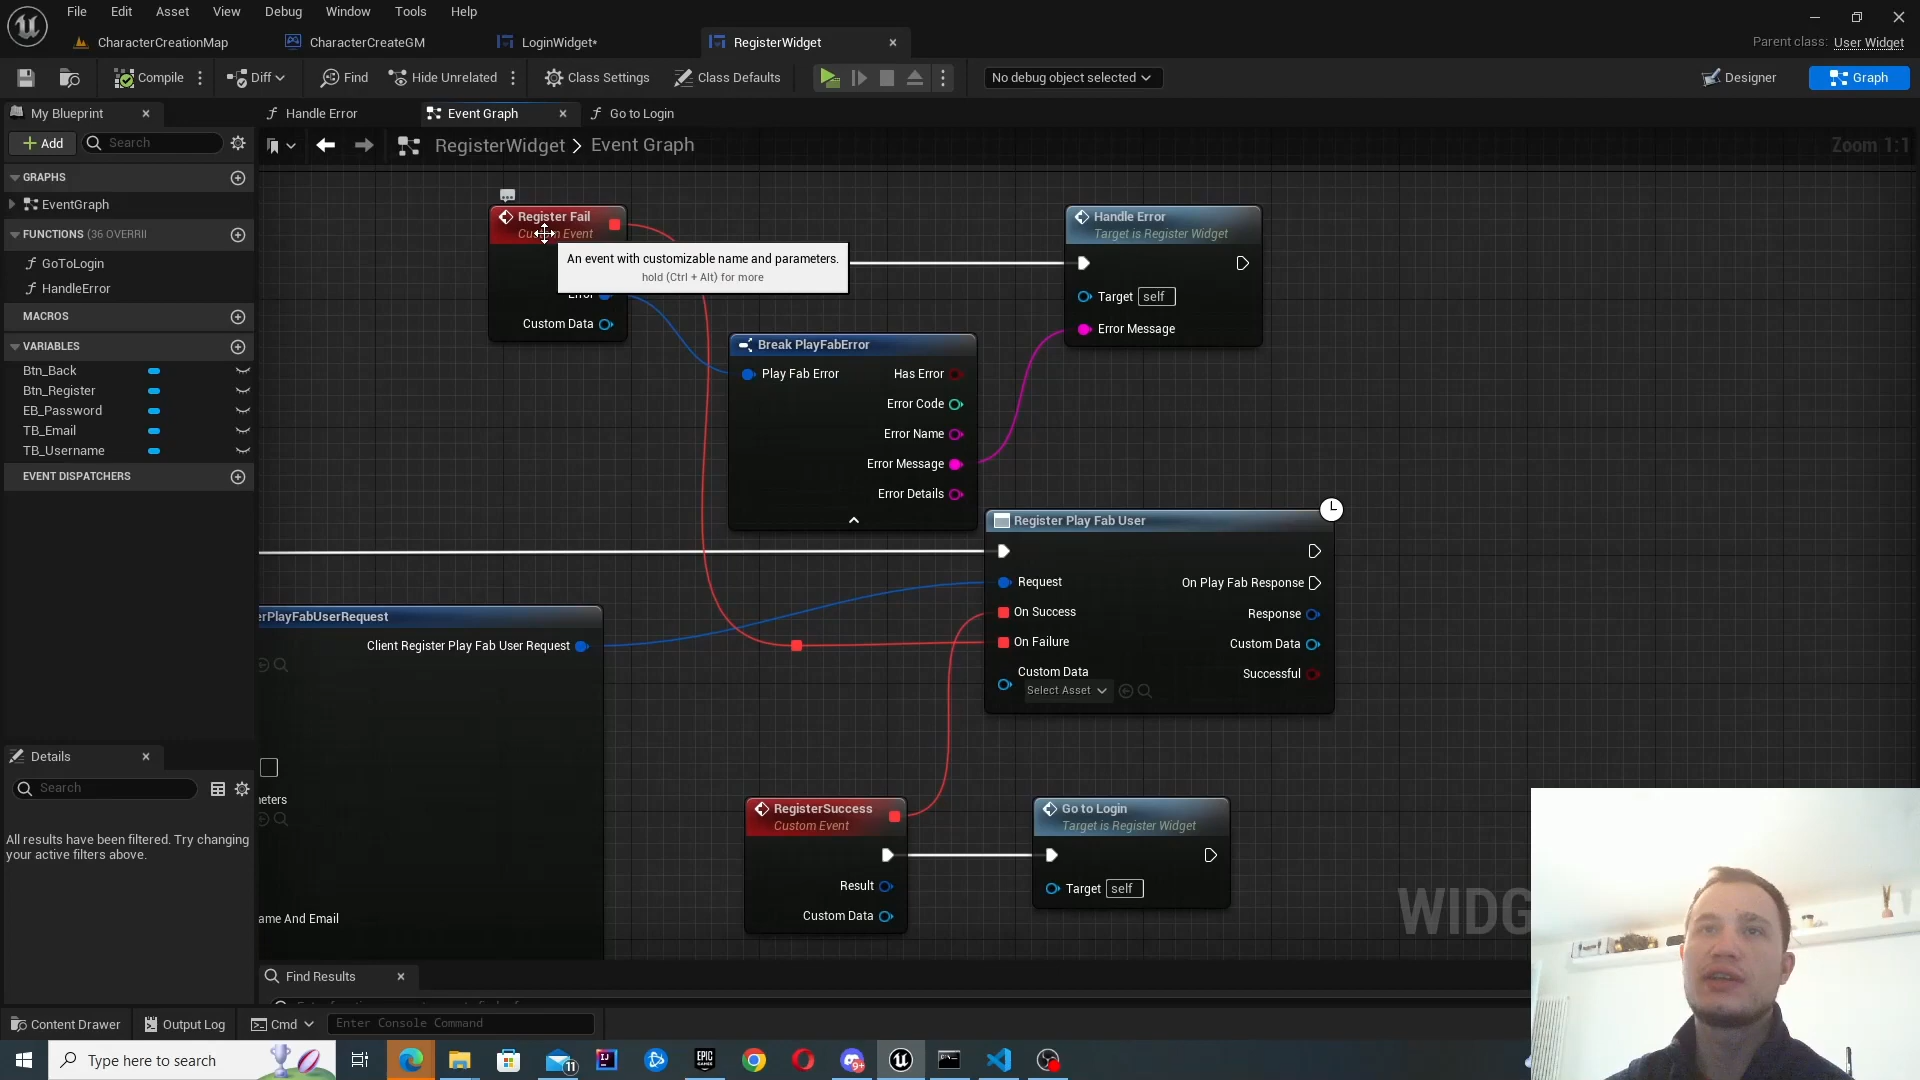 File Edit Asset View Debug Window Tools Help
CharacterCreationMap CharacterCreateGM LoginWidget* RegisterWidget
Parent class: User Widget
Compile Diff Find Hide Unrelated Class Settings Class Defaults No debug object selected Designer Graph
My Blueprint
Handle Error Event Graph Go to Login
Add Search
RegisterWidget > Event Graph
Zoom 1:1
GRAPHS
EventGraph
FUNCTIONS (36 OVERRI
GoToLogin
HandleError
MACROS
VARIABLES
Btn_Back
Btn_Register
EB_Password
TB_Email
TB_Username
EVENT DISPATCHERS
Register Fail
Custom Event
An event with customizable name and parameters.
hold (Ctrl + Alt) for more
Error
Custom Data
Handle Error
Target is Register Widget
Target self
Error Message
Break PlayFabError
Play Fab Error Has Error
Error Code
Error Name
Error Message
Error Details
Register Play Fab User
Request On Play Fab Response
On Success Response
On Failure Custom Data
Custom Data Successful
Select Asset
erPlayFabUserRequest
Client Register Play Fab User Request
neters
ame And Email
RegisterSuccess
Custom Event
Result
Custom Data
Go to Login
Target is Register Widget
Target self
WIDG
Details
Search
All results have been filtered. Try changing
your active filters above.
Find Results
Content Drawer Output Log Cmd Enter Console Command
Type here to search
11
EPIC
GAMES
9+